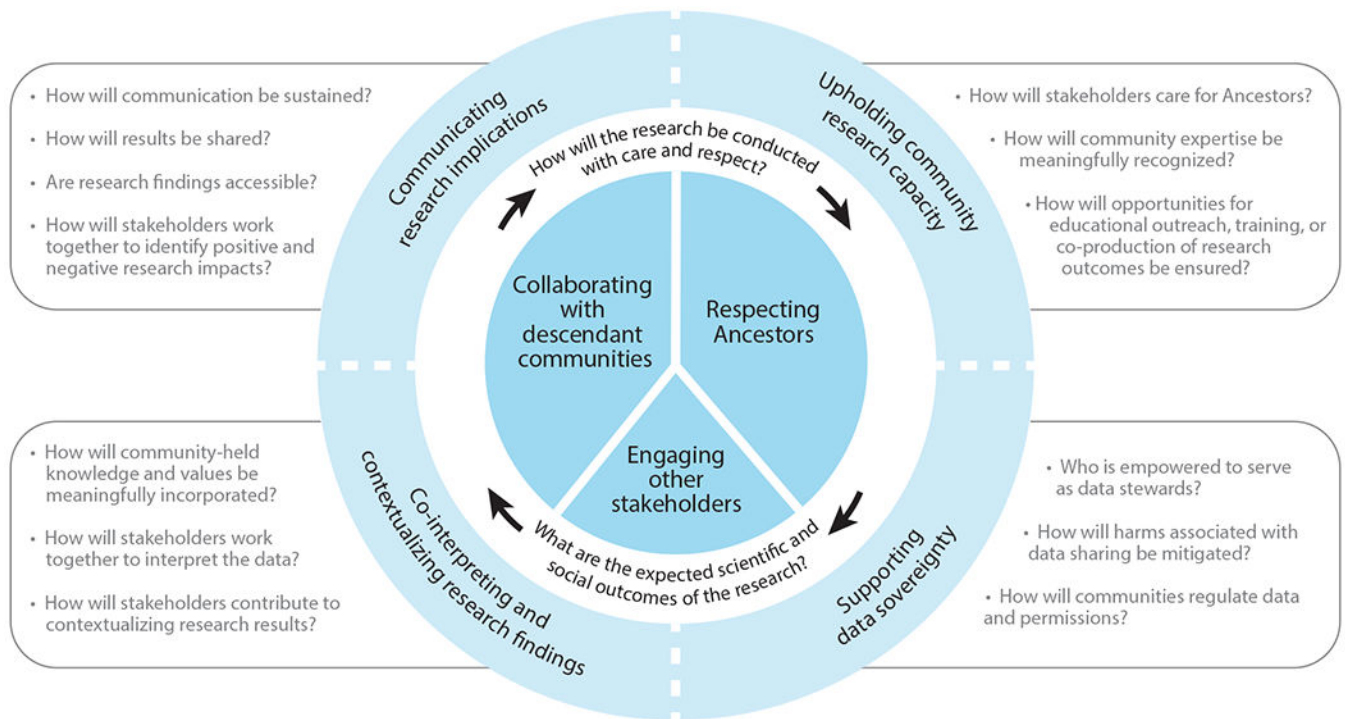 • How will communication be sustained?
• How will results be shared?
• Are research findings accessible?
• How will stakeholders work
together to identify positive and
negative research impacts?
Communicating
research implications
Upholding community
research capacity
• How will stakeholders care for Ancestors?
• How will community expertise be
meaningfully recognized?
• How will opportunities for
educational outreach, training, or
co-production of research
outcomes be ensured?
How will the research be conducted
with care and respect?
Collaborating
with
descendant
communities
Respecting
Ancestors
Engaging
other
stakeholders
What are the expected scientific and
social outcomes of the research?
• How will community-held
knowledge and values be
meaningfully incorporated?
• How will stakeholders work
together to interpret the data?
• How will stakeholders contribute to
contextualizing research results?
Co-interpreting and
contextualizing research findings
Supporting
data sovereignty
• Who is empowered to serve
as data stewards?
• How will harms associated with
data sharing be mitigated?
• How will communities regulate data
and permissions?